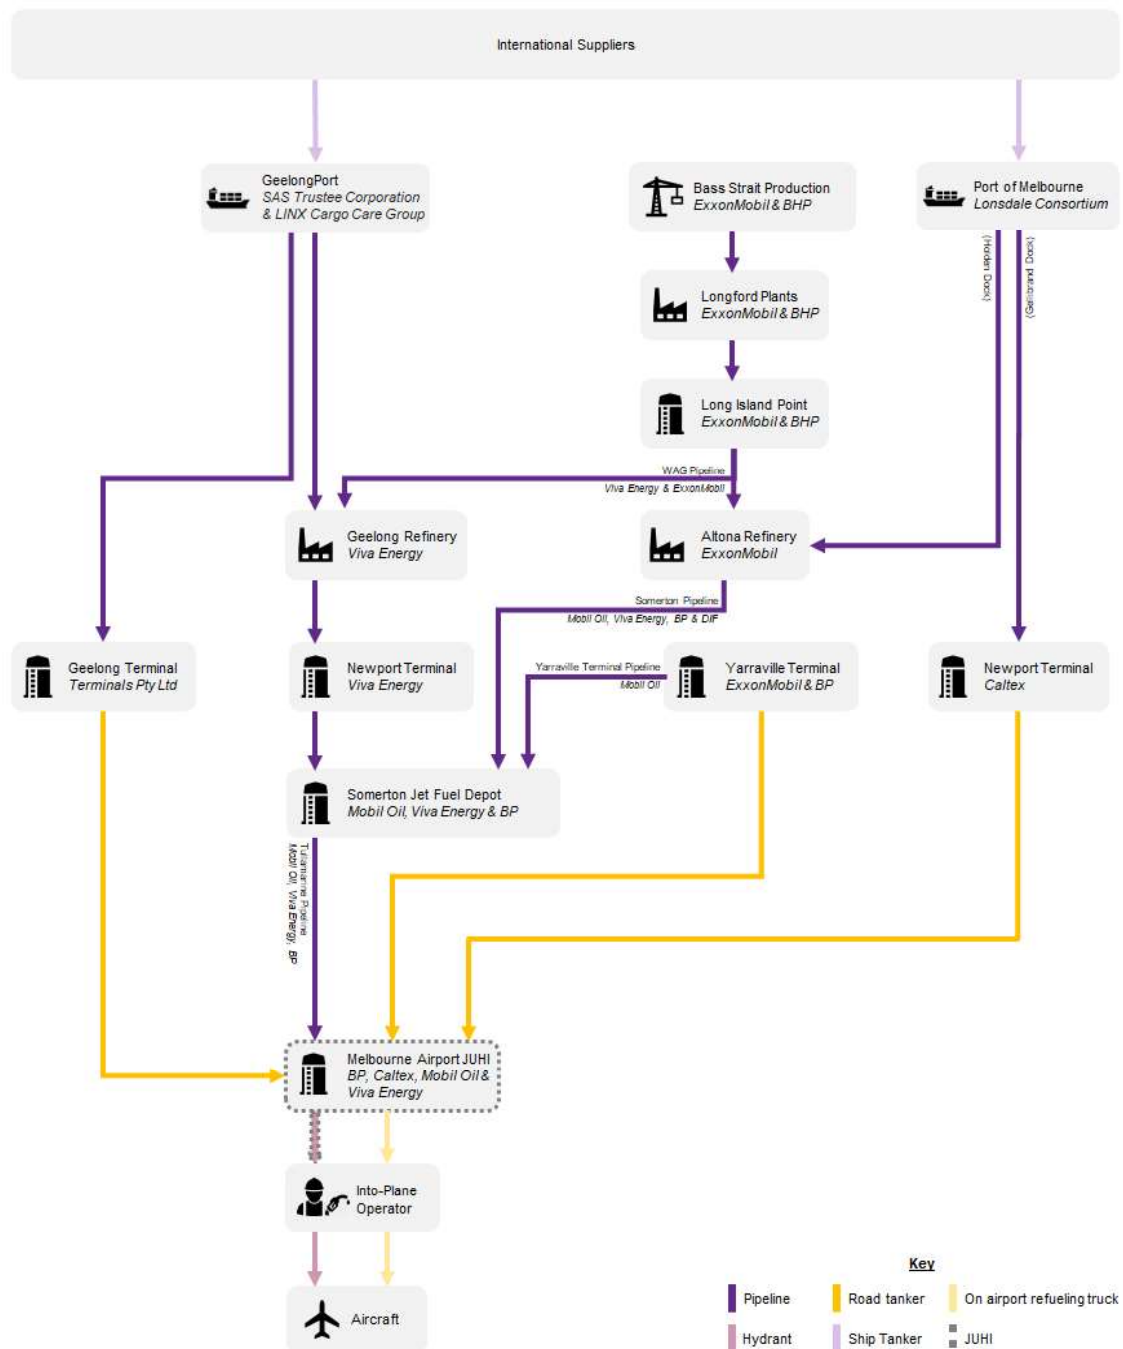 International Suppliers
GeelongPort
SAS Trustee Corporation
& LINX Cargo Care Group
Bass Strait Production
ExxonMobil & BHP
Port of Melbourne
Lonsdale Consortium
(Holden Dock)
(Gellibrand Dock)
Longford Plants
ExxonMobil & BHP
Long Island Point
ExxonMobil & BHP
WAG Pipeline
Viva Energy & ExxonMobil
Geelong Refinery
Viva Energy
Altona Refinery
ExxonMobil
Somerton Pipeline
Mobil Oil, Viva Energy, BP & DIF
Geelong Terminal
Terminals Pty Ltd
Newport Terminal
Viva Energy
Yarraville Terminal Pipeline
Mobil Oil
Yarraville Terminal
ExxonMobil & BP
Newport Terminal
Caltex
Somerton Jet Fuel Depot
Mobil Oil, Viva Energy & BP
Tullamarine Pipeline
Mobil Oil, Viva Energy, BP
Melbourne Airport JUHI
BP, Caltex, Mobil Oil &
Viva Energy
Into-Plane
Operator
Aircraft
Key
Pipeline
Road tanker
On airport refueling truck
Hydrant
Ship Tanker
JUHI